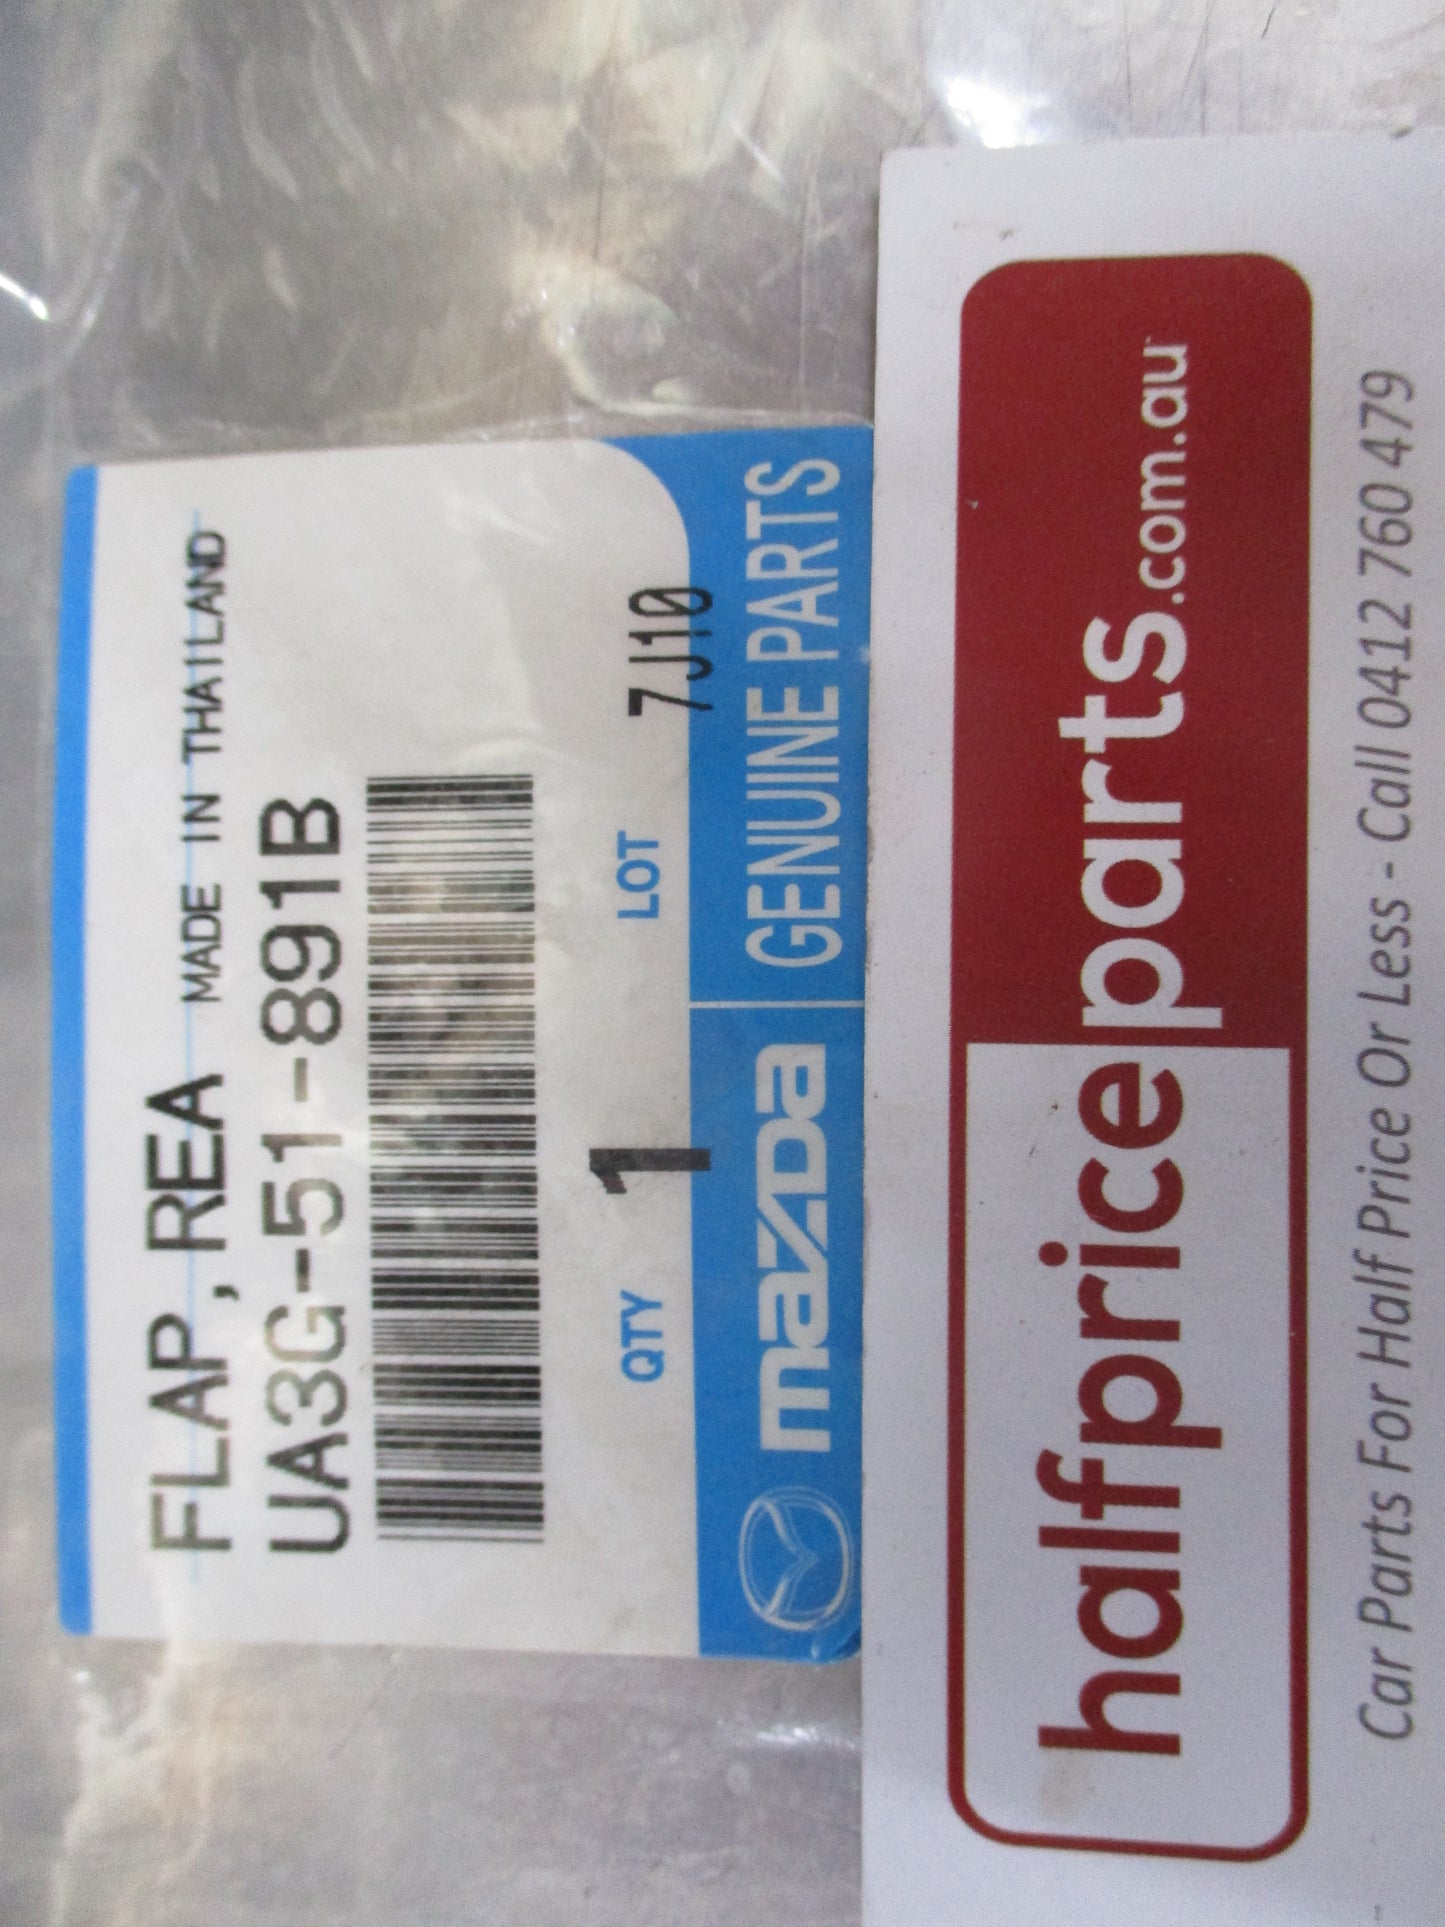 FLAP, REA MADE IN THAILAND
UA3G-51-891B
QTY 1 LOT 7J10
mazda GENUINE PARTS
halfpriceparts.com.au
Car Parts For Half Price Or Less - Call 0412 760 479